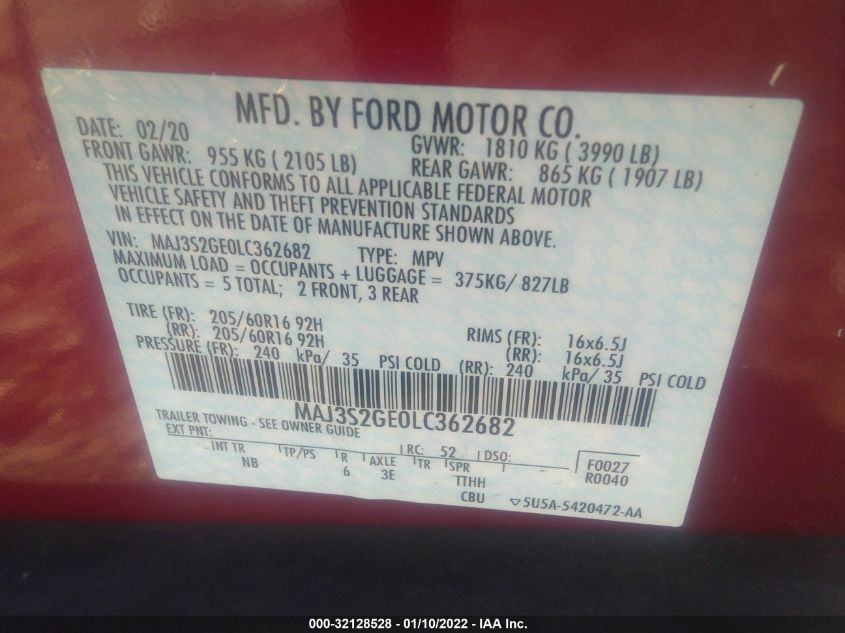 MFD. BY FORD MOTOR CO.
DATE: 02/20 GVWR: 1810 KG ( 3990 LB)
FRONT GAWR: 955 KG ( 2105 LB) REAR GAWR: 865 KG ( 1907 LB)
THIS VEHICLE CONFORMS TO ALL APPLICABLE FEDERAL MOTOR
VEHICLE SAFETY AND THEFT PREVENTION STANDARDS
IN EFFECT ON THE DATE OF MANUFACTURE SHOWN ABOVE.
VIN: MAJ3S2GE0LC362682 TYPE: MPV
MAXIMUM LOAD = OCCUPANTS + LUGGAGE = 375KG/ 827LB
OCCUPANTS = 5 TOTAL; 2 FRONT, 3 REAR
TIRE (FR): 205/60R16 92H RIMS (FR): 16x6.5J
(RR): 205/60R16 92H (RR): 16x6.5J
PRESSURE (FR): 240 kPa/ 35 PSI COLD (RR): 240 kPa/ 35 PSI COLD
MAJ3S2GE0LC362682
TRAILER TOWING - SEE OWNER GUIDE
EXT PNT: RC: 52 DSO: F0027
INT TR TP/PS R AXLE TR SPR R0040
NB 6 3E TTHH
CBU 5U5A-5420472-AA
000-32128528 - 01/10/2022 - IAA Inc.